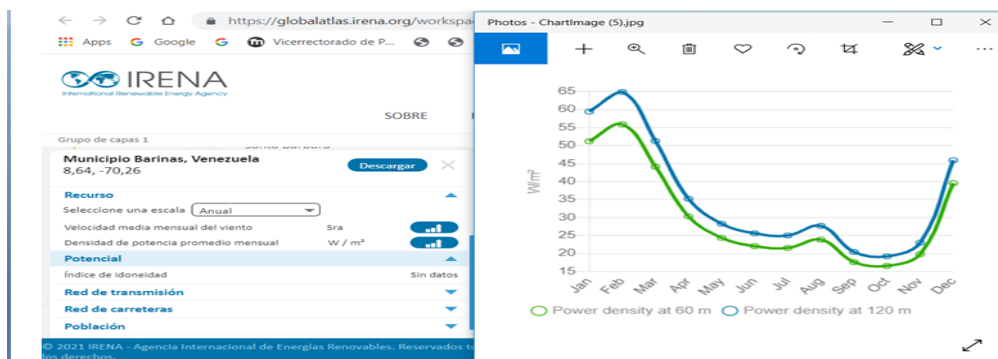 https://globalatlas.irena.org/workspa
Apps Google Vicerrectorado de P...
IRENA
International Renewable Energy Agency
SOBRE
Grupo de capas 1
Municipio Barinas, Venezuela
8,64, -70,26
Descargar
Recurso
Seleccione una escala Anual
Velocidad media mensual del viento Sra
Densidad de potencia promedio mensual W / m²
Potencial
Índice de idoneidad Sin datos
Red de transmisión
Red de carreteras
Población
© 2021 IRENA - Agencia Internacional de Energías Renovables. Reservados t
los derechos.
Photos - ChartImage (5).jpg
65
60
55
50
45
40
35
30
25
20
15
W/m²
Jan Feb Mar Apr May Jun Jul Aug Sep Oct Nov Dec
Power density at 60 m Power density at 120 m